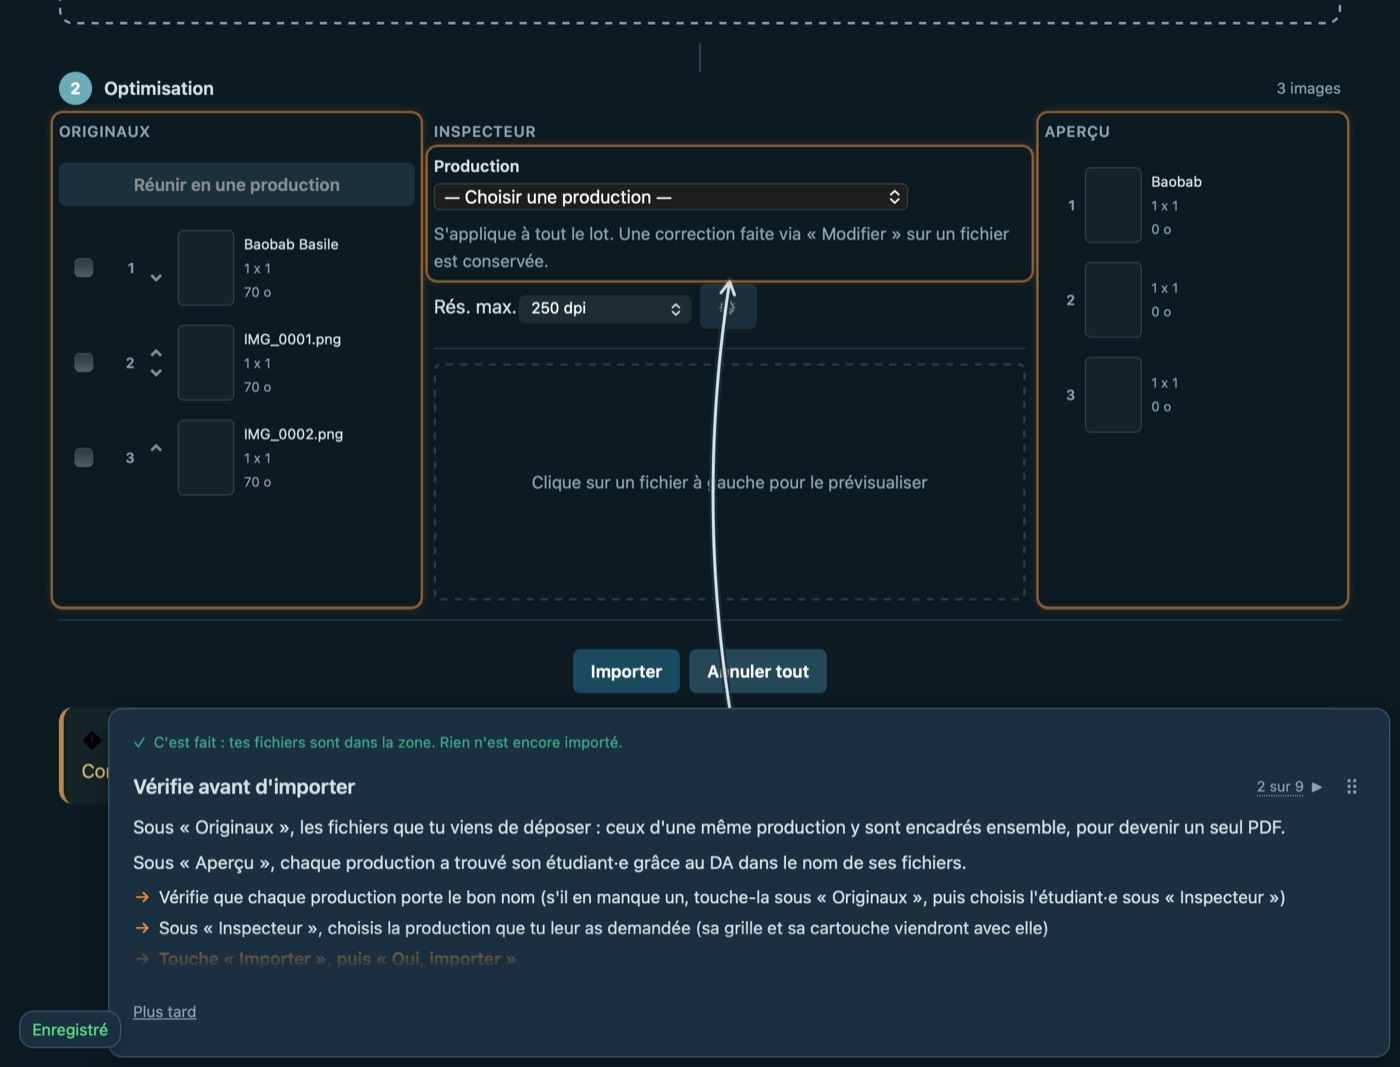 2 Optimisation
3 images
ORIGINAUX
Réunir en une production
1
Baobab Basile
1 x 1
70 o
2
IMG_0001.png
1 x 1
70 o
3
IMG_0002.png
1 x 1
70 o
INSPECTEUR
Production
— Choisir une production —
S'applique à tout le lot. Une correction faite via « Modifier » sur un fichier
est conservée.
Rés. max. 250 dpi
Clique sur un fichier à gauche pour le prévisualiser
APERÇU
1
Baobab
1 x 1
0 o
2
1 x 1
0 o
3
1 x 1
0 o
Importer
Annuler tout
✓ C'est fait : tes fichiers sont dans la zone. Rien n'est encore importé.
Vérifie avant d'importer
2 sur 9 ▶
Sous « Originaux », les fichiers que tu viens de déposer : ceux d'une même production y sont encadrés ensemble, pour devenir un seul PDF.
Sous « Aperçu », chaque production a trouvé son étudiant·e grâce au DA dans le nom de ses fichiers.
→ Vérifie que chaque production porte le bon nom (s'il en manque un, touche-la sous « Originaux », puis choisis l'étudiant·e sous « Inspecteur »)
→ Sous « Inspecteur », choisis la production que tu leur as demandée (sa grille et sa cartouche viendront avec elle)
→ Touche « Importer », puis « Oui, importer »
Plus tard
Enregistré